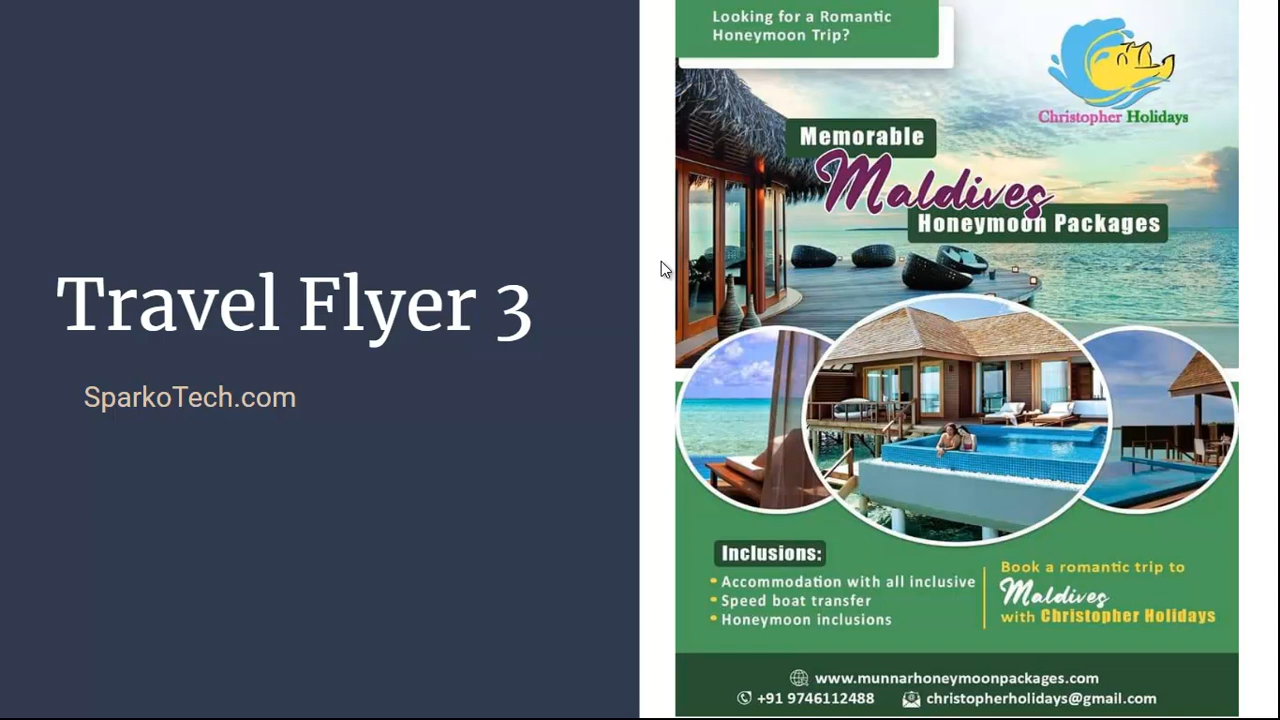 Travel Flyer 3
SparkoTech.com
Looking for a Romantic
Honeymoon Trip?
Christopher Holidays
Memorable
Maldives
Honeymoon Packages
Inclusions:
Accommodation with all inclusive
Speed boat transfer
Honeymoon inclusions
Book a romantic trip to
Maldives
with Christopher Holidays
www.munnarhoneymoonpackages.com
+91 9746112488
christopherholidays@gmail.com